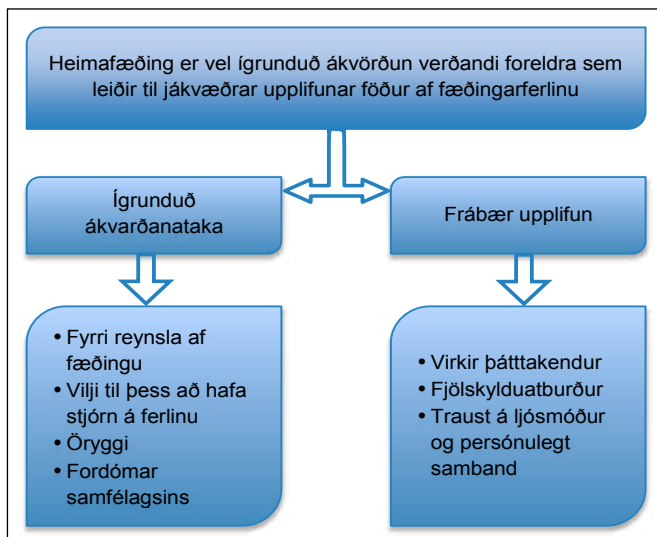 Heimafæðing er vel ígrunduð ákvörðun verðandi foreldra sem
leiðir til jákvæðrar upplifunar föður af fæðingarferlinu
Ígrunduð
ákvarðanataka
Frábær upplifun
• Fyrri reynsla af
fæðingu
• Vilji til þess að hafa
stjórn á ferlinu
• Öryggi
• Fordómar
samfélagsins
• Virkir þátttakendur
• Fjölskylduatburður
• Traust á ljósmóður
og persónulegt
samband